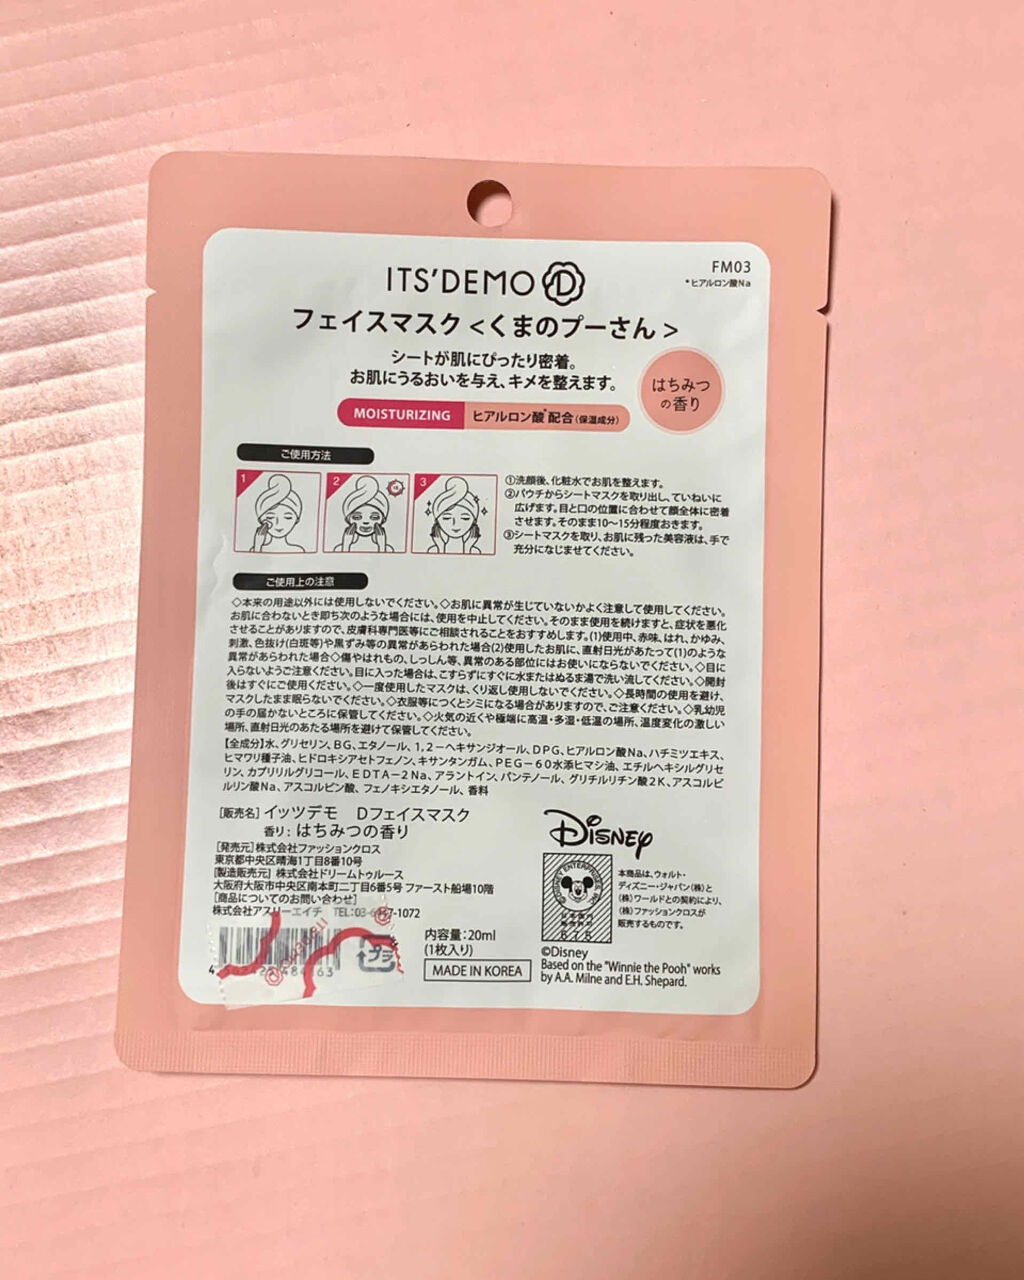 ITS'DEMO D
FM03
*ヒアルロン酸Na
フェイスマスク<くまのプーさん>
シートが肌にぴったり密着。
お肌にうるおいを与え、キメを整えます。
はちみつ
の香り
MOISTURIZING ヒアルロン酸*配合(保湿成分)
ご使用方法
1 2 3
①洗顔後、化粧水でお肌を整えます。
②パウチからシートマスクを取り出し、ていねいに
広げます。目と口の位置に合わせて顔全体に密着
させます。そのまま10〜15分程度おきます。
③シートマスクを取り、お肌に残った美容液は、手で
充分になじませてください。
ご使用上の注意
◇本来の用途以外には使用しないでください。◇お肌に異常が生じていないかよく注意して使用してください。
お肌に合わないとき即ち次のような場合には、使用を中止してください。そのまま使用を続けますと、症状を悪化
させることがありますので、皮膚科専門医等にご相談されることをおすすめします。(1)使用中、赤味、はれ、かゆみ、
刺激、色抜け(白斑等)や黒ずみ等の異常があらわれた場合(2)使用したお肌に、直射日光があたって(1)のような
異常があらわれた場合◇傷やはれもの、しっしん等、異常のある部位にはお使いにならないでください。◇目に
入らないようご注意ください。目に入った場合は、こすらずにすぐに水またはぬるま湯で洗い流してください。◇開封
後はすぐにご使用ください。◇一度使用したマスクは、くり返し使用しないでください。◇長時間の使用を避け、
マスクしたまま眠らないでください。◇衣服等につくとシミになる場合がありますので、ご注意ください。◇乳幼児
の手の届かないところに保管してください。◇火気の近くや極端に高温・多湿・低温の場所、温度変化の激しい
場所、直射日光のあたる場所を避けて保管してください。
【全成分】水、グリセリン、BG、エタノール、1,2－ヘキサンジオール、DPG、ヒアルロン酸Na、ハチミツエキス、
ヒマワリ種子油、ヒドロキシアセトフェノン、キサンタンガム、PEG－60水添ヒマシ油、エチルヘキシルグリセ
リン、カプリリルグリコール、EDTA－2Na、アラントイン、パンテノール、グリチルリチン酸2K、アスコルビ
ルリン酸Na、アスコルビン酸、フェノキシエタノール、香料
[販売名]イッツデモ Dフェイスマスク
香り:はちみつの香り
[発売元]株式会社ファッションクロス
東京都中央区晴海1丁目8番10号
[製造販売元]株式会社ドリームトゥルース
大阪府大阪市中央区南本町二丁目6番5号 ファースト船場10階
[商品についてのお問い合わせ]
株式会社アスリーエイチ
プラ
内容量:20ml
(1枚入り)
MADE IN KOREA
Disney
DISNEY ENTERPRISES INC
675
本商品は、ウォルト・
ディズニー・ジャパン(株)と
(株)ワールドとの契約により、
(株)ファッションクロスが
販売するものです。
©Disney
Based on the "Winnie the Pooh" works
by A.A. Milne and E.H. Shepard.